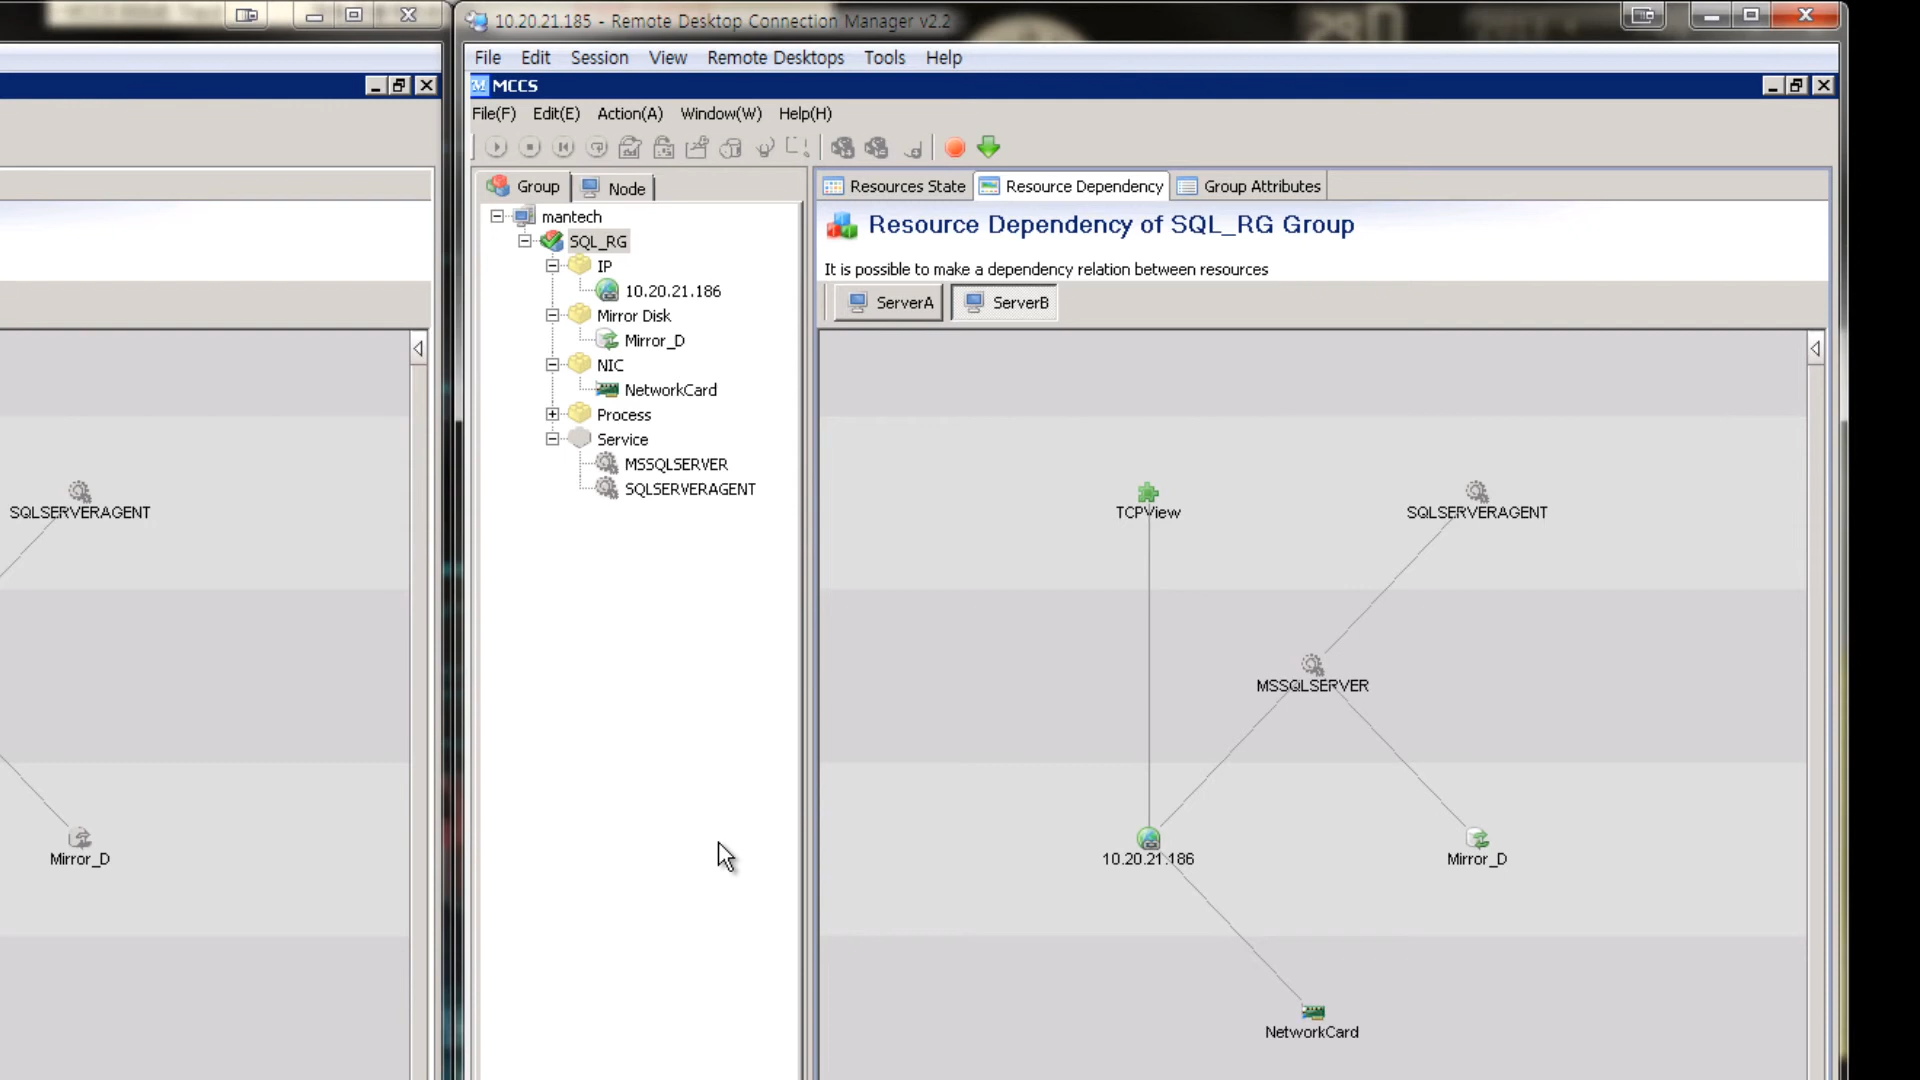 10.20.21.185 - Remote Desktop Connection Manager v2.2
File Edit Session View Remote Desktops Tools Help
MCCS
File(F) Edit(E) Action(A) Window(W) Help(H)
Group Node
Resources State Resource Dependency Group Attributes
mantech
SQL_RG
IP
10.20.21.186
Mirror Disk
Mirror_D
NIC
NetworkCard
Process
Service
MSSQLSERVER
SQLSERVERAGENT
Resource Dependency of SQL_RG Group
It is possible to make a dependency relation between resources
ServerA ServerB
SQLSERVERAGENT
Mirror_D
TCPView
SQLSERVERAGENT
MSSQLSERVER
10.20.21.186
Mirror_D
NetworkCard